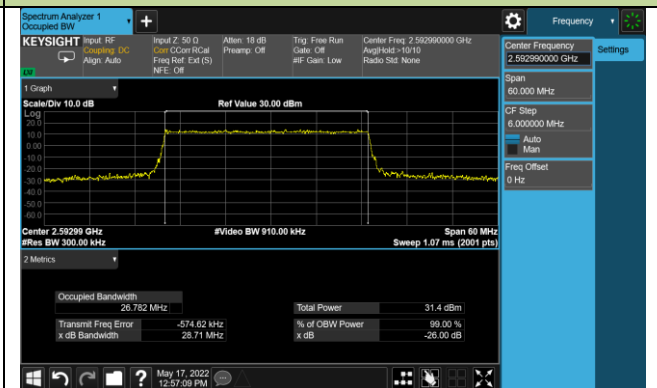 Spectrum Analyzer 1
Occupied BW
Frequency
KEYSIGHT
Input: RF
Coupling: DC
Align: Auto
Input Z: 50 Ω
Corr CCorr RCal
Freq Ref: Ext (S)
NFE: Off
Atten: 18 dB
Preamp: Off
Trig: Free Run
Gate: Off
#IF Gain: Low
Center Freq: 2.592990000 GHz
Avg|Hold:>10/10
Radio Std: None
LU
Center Frequency
2.592990000 GHz
Settings
Span
60.000 MHz
CF Step
6.000000 MHz
Auto
Man
Freq Offset
0 Hz
1 Graph
Scale/Div 10.0 dB
Ref Value 30.00 dBm
Log
20.0
10.0
0.00
-10.0
-20.0
-30.0
-40.0
-50.0
-60.0
Center 2.59299 GHz
#Video BW 910.00 kHz
Span 60 MHz
#Res BW 300.00 kHz
Sweep 1.07 ms (2001 pts)
2 Metrics
Occupied Bandwidth
26.782 MHz
Total Power
31.4 dBm
Transmit Freq Error
-574.62 kHz
% of OBW Power
99.00 %
x dB Bandwidth
28.71 MHz
x dB
-26.00 dB
May 17, 2022
12:57:09 PM